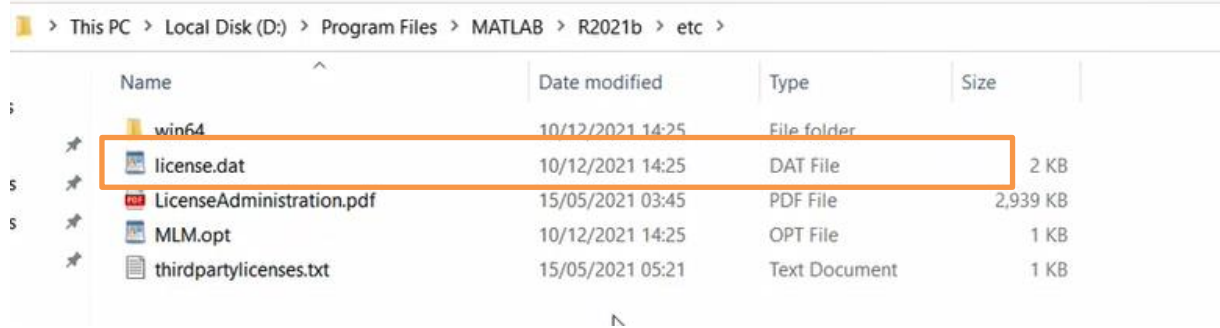 This PC > Local Disk (D:) > Program Files > MATLAB > R2021b > etc >
Name Date modified Type Size
win64 10/12/2021 14:25 File folder
license.dat 10/12/2021 14:25 DAT File 2 KB
LicenseAdministration.pdf 15/05/2021 03:45 PDF File 2,939 KB
MLM.opt 10/12/2021 14:25 OPT File 1 KB
thirdpartylicenses.txt 15/05/2021 05:21 Text Document 1 KB